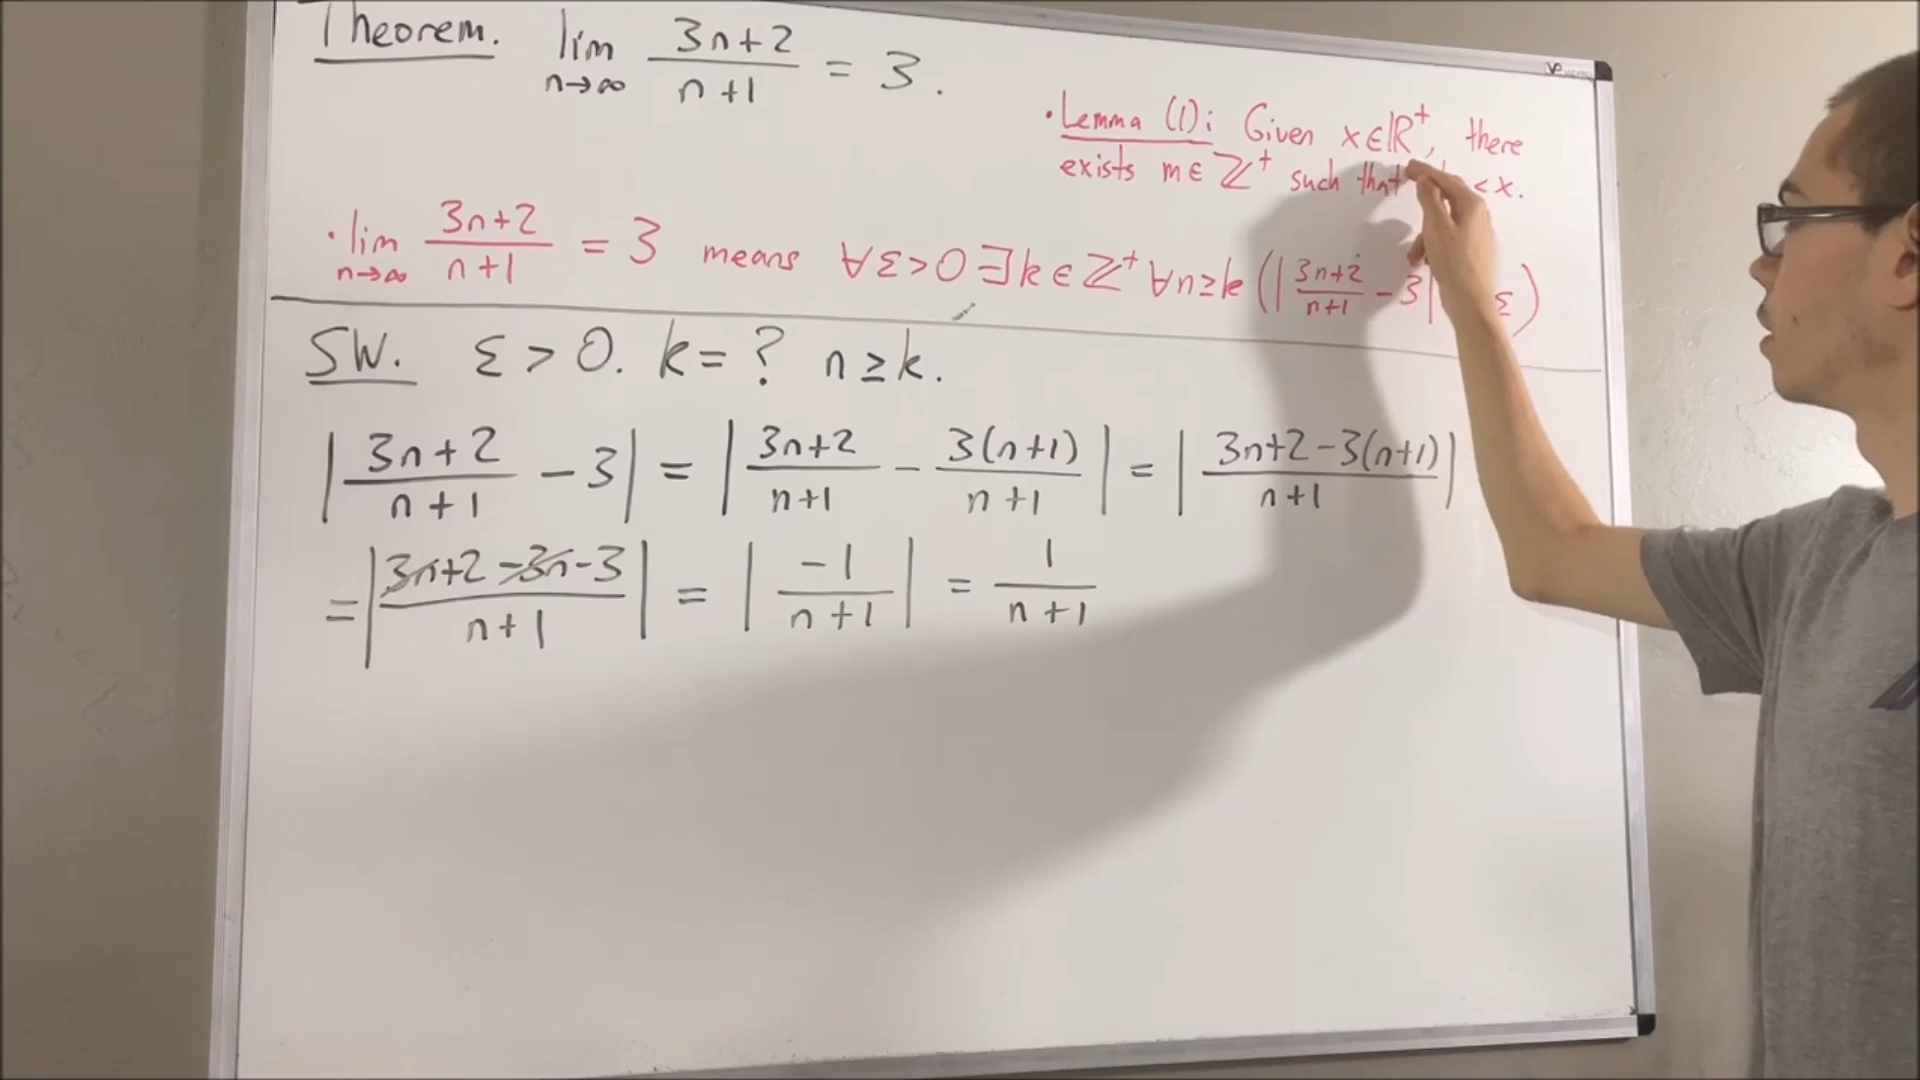 Theorem. lim n→∞ 3n+2 / n+1 = 3.
• Lemma (1): Given x∈ℝ⁺, there
exists m∈ℤ⁺ such that < x.
• lim n→∞ 3n+2 / n+1 = 3 means ∀ε>0 ∃k∈ℤ⁺ ∀n≥k (| 3n+2 / n+1 − 3| ε)
SW. ε > 0. k = ? n ≥ k.
| 3n+2 / n+1 − 3 | = | 3n+2 / n+1 − 3(n+1) / n+1 | = | 3n+2−3(n+1) / n+1 |
= | 3n+2−3n−3 / n+1 | = | −1 / n+1 | = 1 / n+1